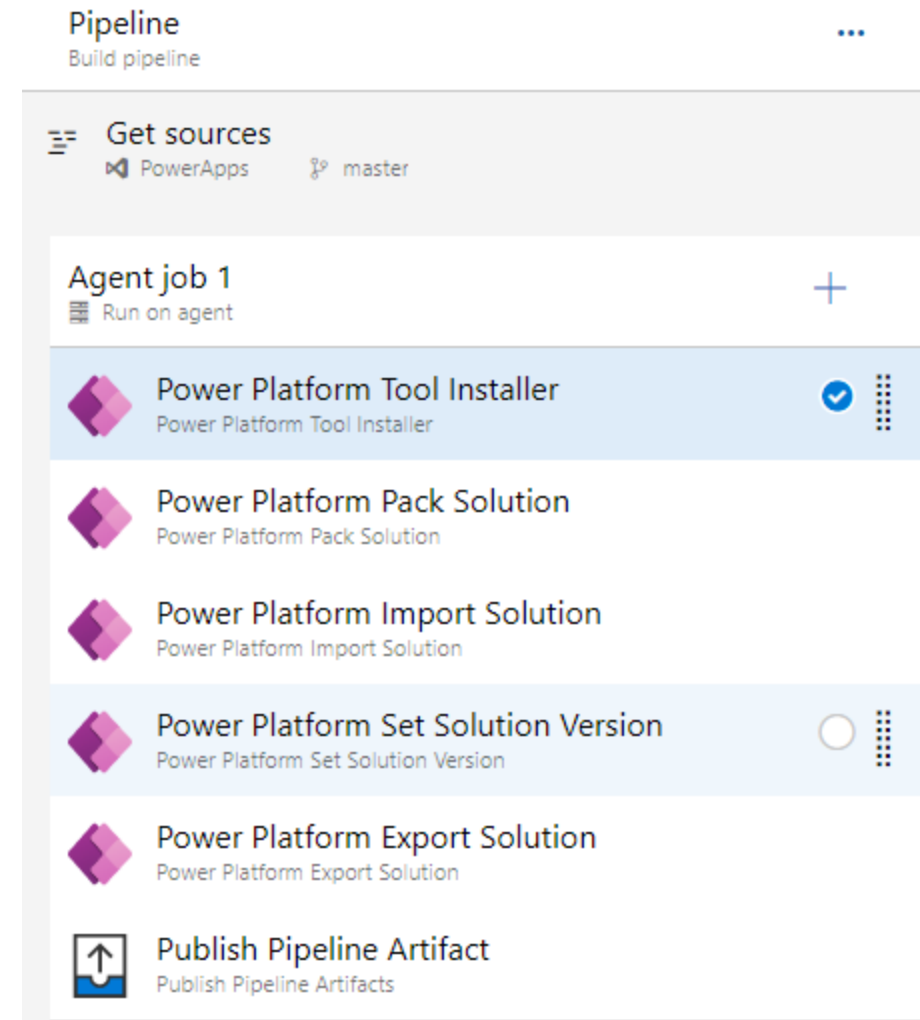 Pipeline
...
Build pipeline
Get sources
PowerApps master
Agent job 1
Run on agent
Power Platform Tool Installer
Power Platform Tool Installer
Power Platform Pack Solution
Power Platform Pack Solution
Power Platform Import Solution
Power Platform Import Solution
Power Platform Set Solution Version
Power Platform Set Solution Version
Power Platform Export Solution
Power Platform Export Solution
Publish Pipeline Artifact
Publish Pipeline Artifacts